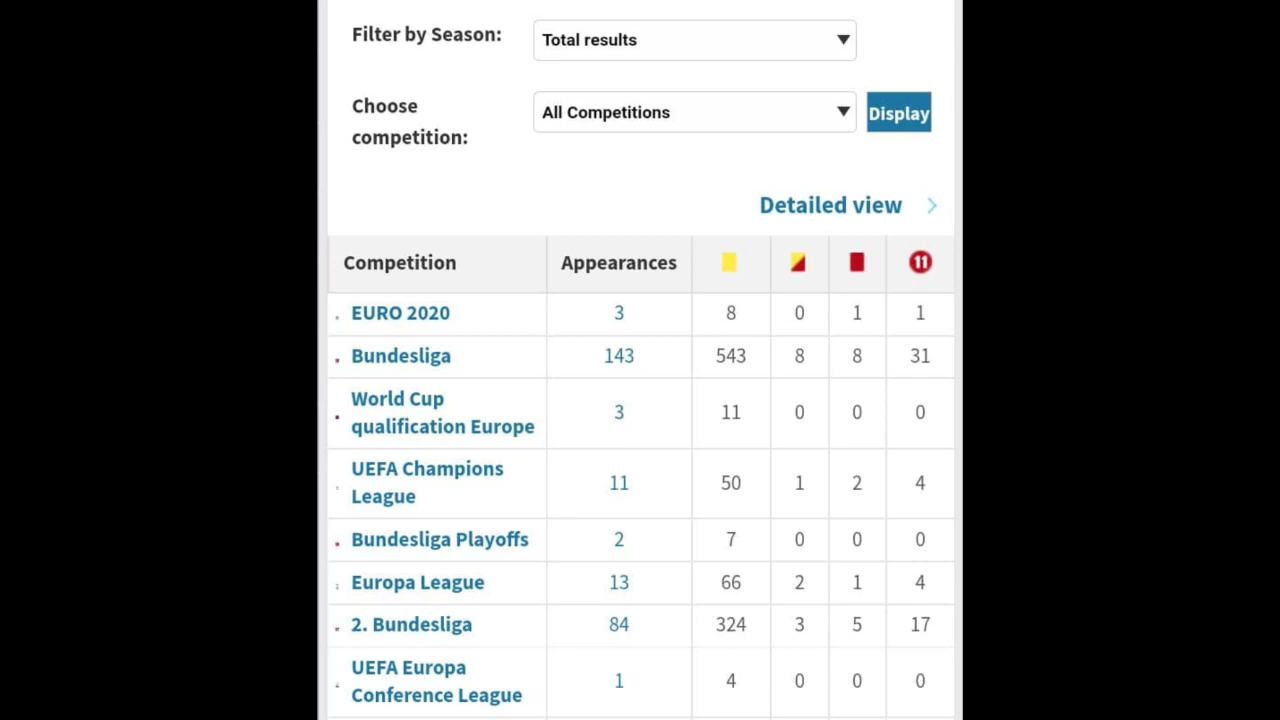 Filter by Season:
Total results
Choose
competition:
All Competitions
Display
Detailed view
Competition Appearances 11
EURO 2020 3 8 0 1 1
Bundesliga 143 543 8 8 31
World Cup
qualification Europe 3 11 0 0 0
UEFA Champions
League 11 50 1 2 4
Bundesliga Playoffs 2 7 0 0 0
Europa League 13 66 2 1 4
2. Bundesliga 84 324 3 5 17
UEFA Europa
Conference League 1 4 0 0 0